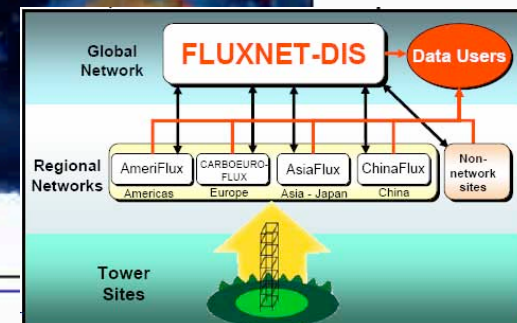 Global
Network
FLUXNET-DIS
Data Users
Regional
Networks
AmeriFlux
CARBOEURO-
FLUX
AsiaFlux
ChinaFlux
Non-
network
sites
Americas
Europe
Asia - Japan
China
Tower
Sites